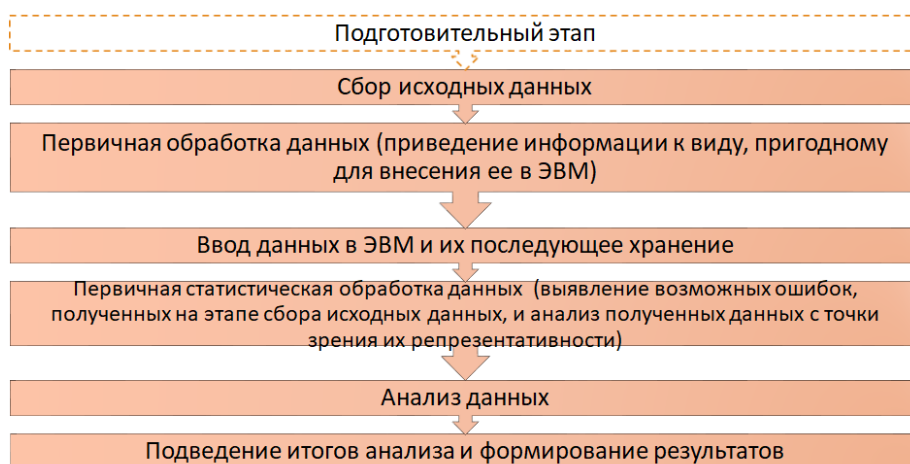 Подготовительный этап
Сбор исходных данных
Первичная обработка данных (приведение информации к виду, пригодному
для внесения ее в ЭВМ)
Ввод данных в ЭВМ и их последующее хранение
Первичная статистическая обработка данных (выявление возможных ошибок,
полученных на этапе сбора исходных данных, и анализ полученных данных с точки
зрения их репрезентативности)
Анализ данных
Подведение итогов анализа и формирование результатов